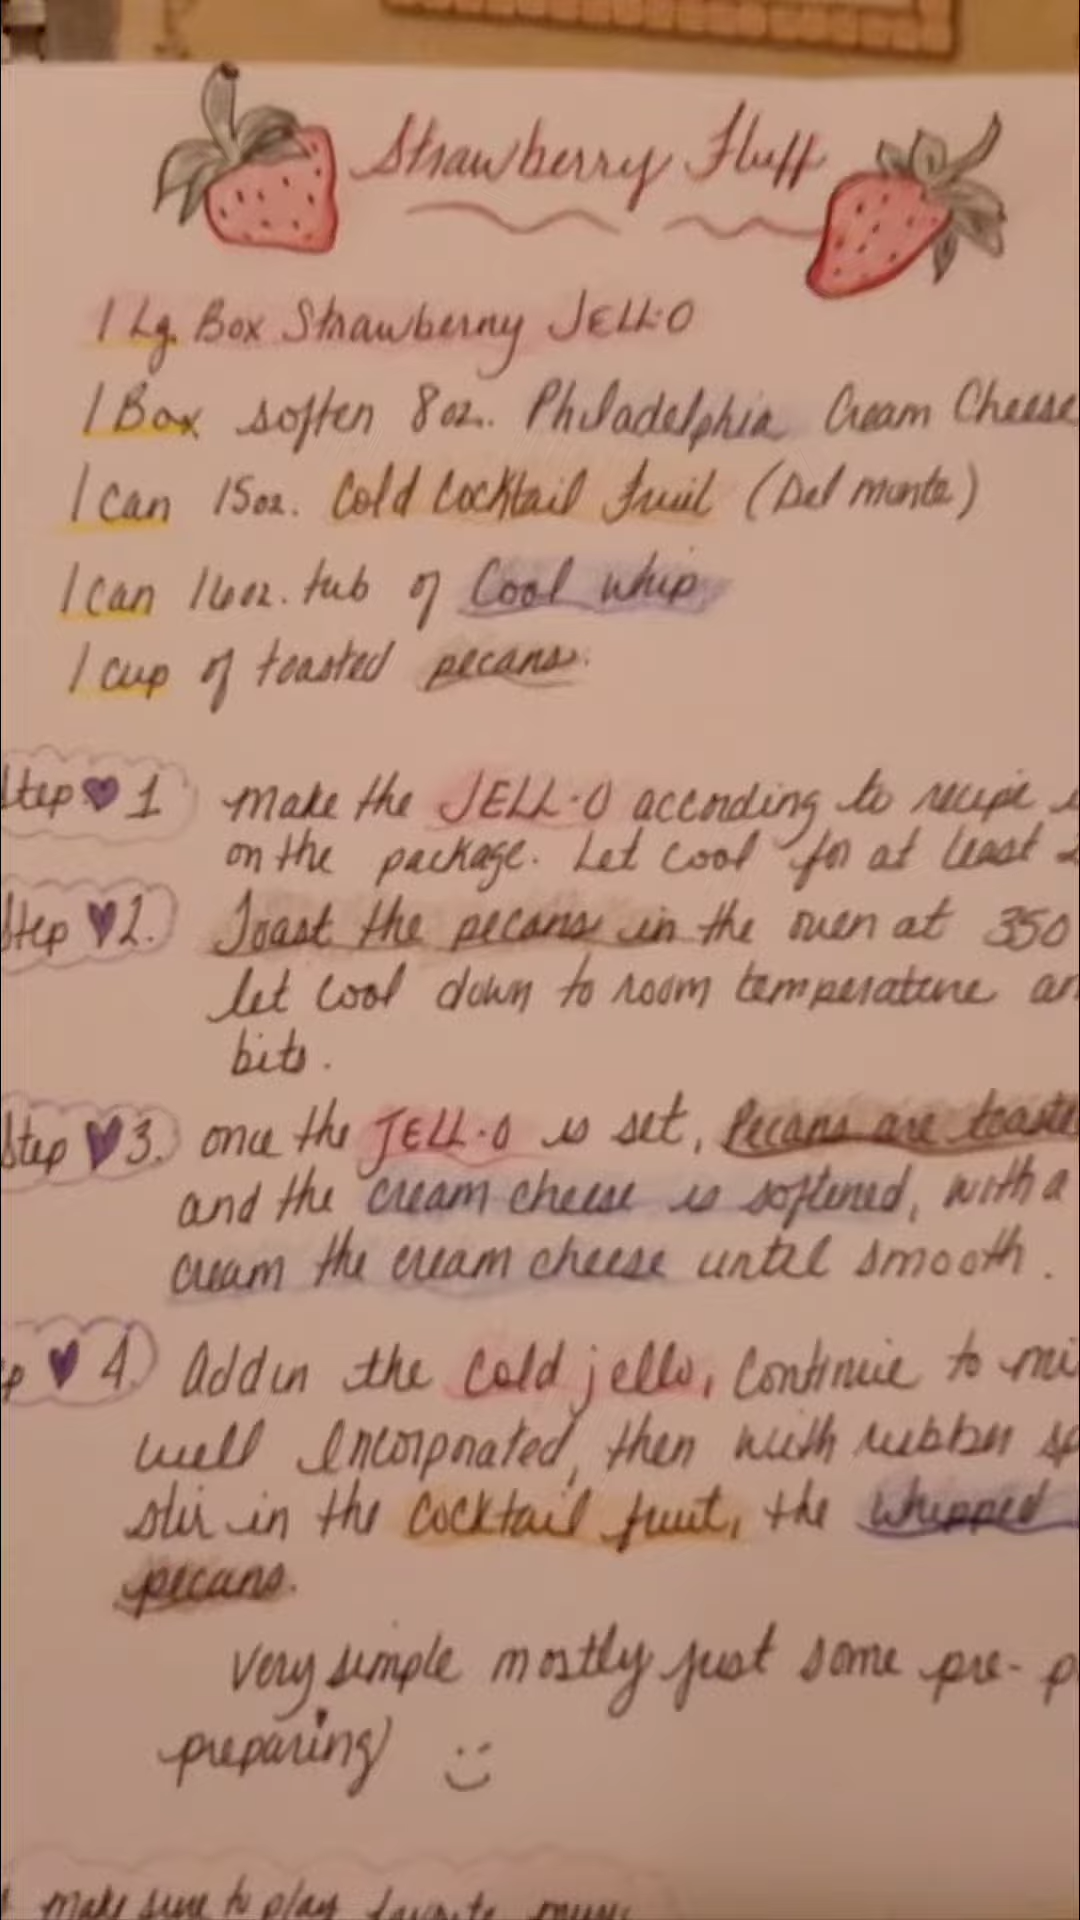 Strawberry Fluff
1 Lg. Box Strawberry JELL-O
1 Box soften 8oz. Philadelphia Cream Cheese
1 Can 15oz. Cold Cocktail Fruit (Del monte)
1 Can 16oz. tub of Cool whip
1 cup of toasted pecans.
Step 1 make the JELL-O according to recipe
on the package. Let cool for at least
Step 2. Toast the pecans in the oven at 350
let cool down to room temperature
bits.
Step 3. once the JELL-O is set, Pecans are
and the cream cheese is softened, with a
cream the cream cheese until smooth.
4. Add in the Cold jello, Continue to
well Incorporated, then with rubber
stir in the Cocktail fruit, the whipped
pecans.
Very simple mostly just some pre-
preparing
make sure to play favorite music